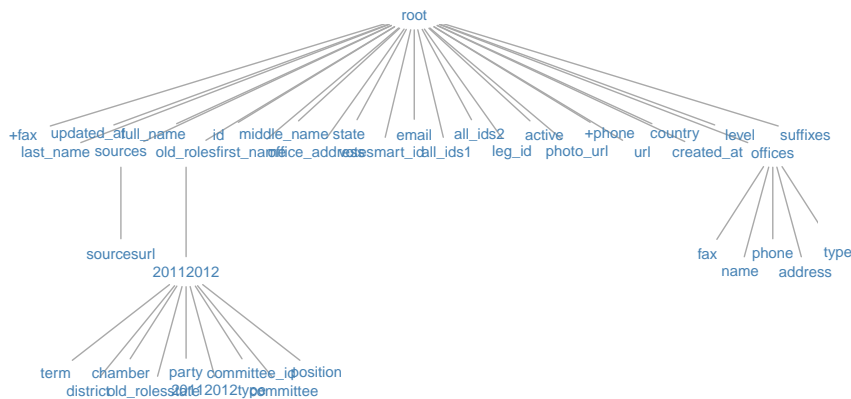 root
+fax updated_at full_name id middle_name state email all_ids2 active +phone country level suffixes
last_name sources old_roles first_name office_address votesmart_id all_ids1 leg_id photo_url url created_at offices
sourcesurl fax phone type
20112012 name address
term chamber party committee_id position
district old_rolesstate 20112012type committee